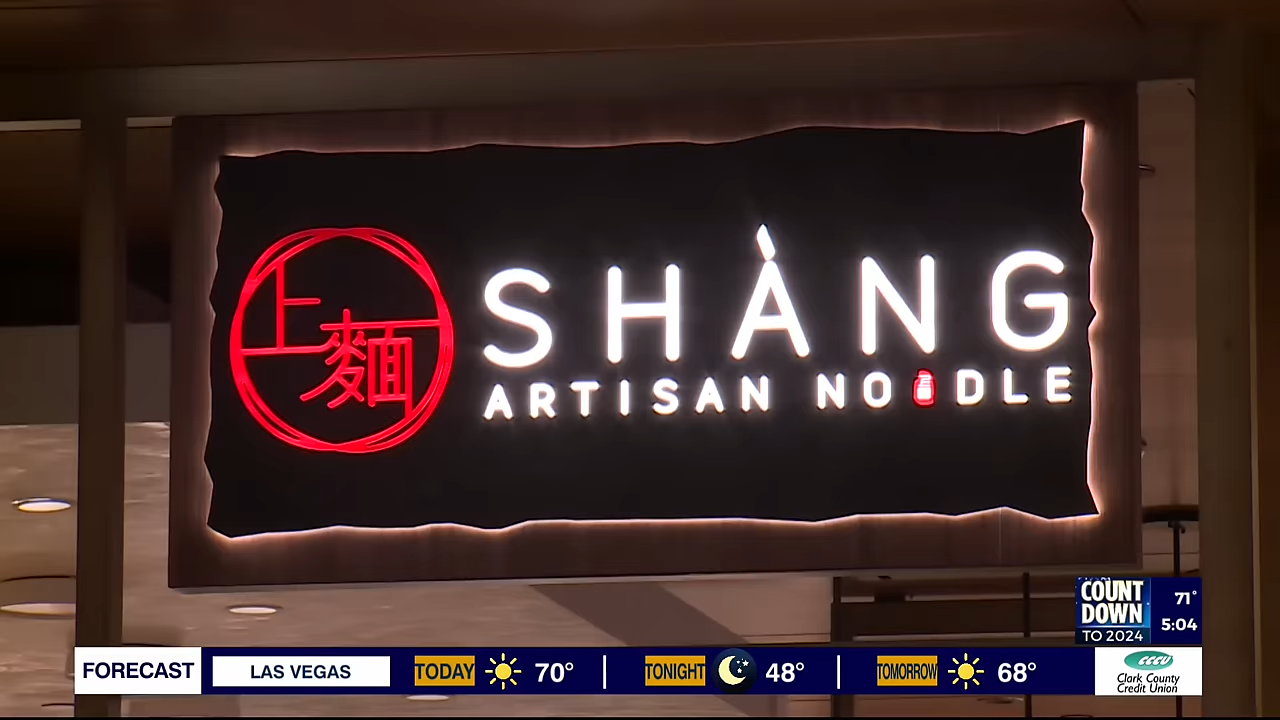 上麵
SHÀNG
ARTISAN NOODLE
COUNT
DOWN
TO 2024
71°
5:04
FORECAST
LAS VEGAS
TODAY 70°
TONIGHT 48°
TOMORROW 68°
cccu
Clark County
Credit Union